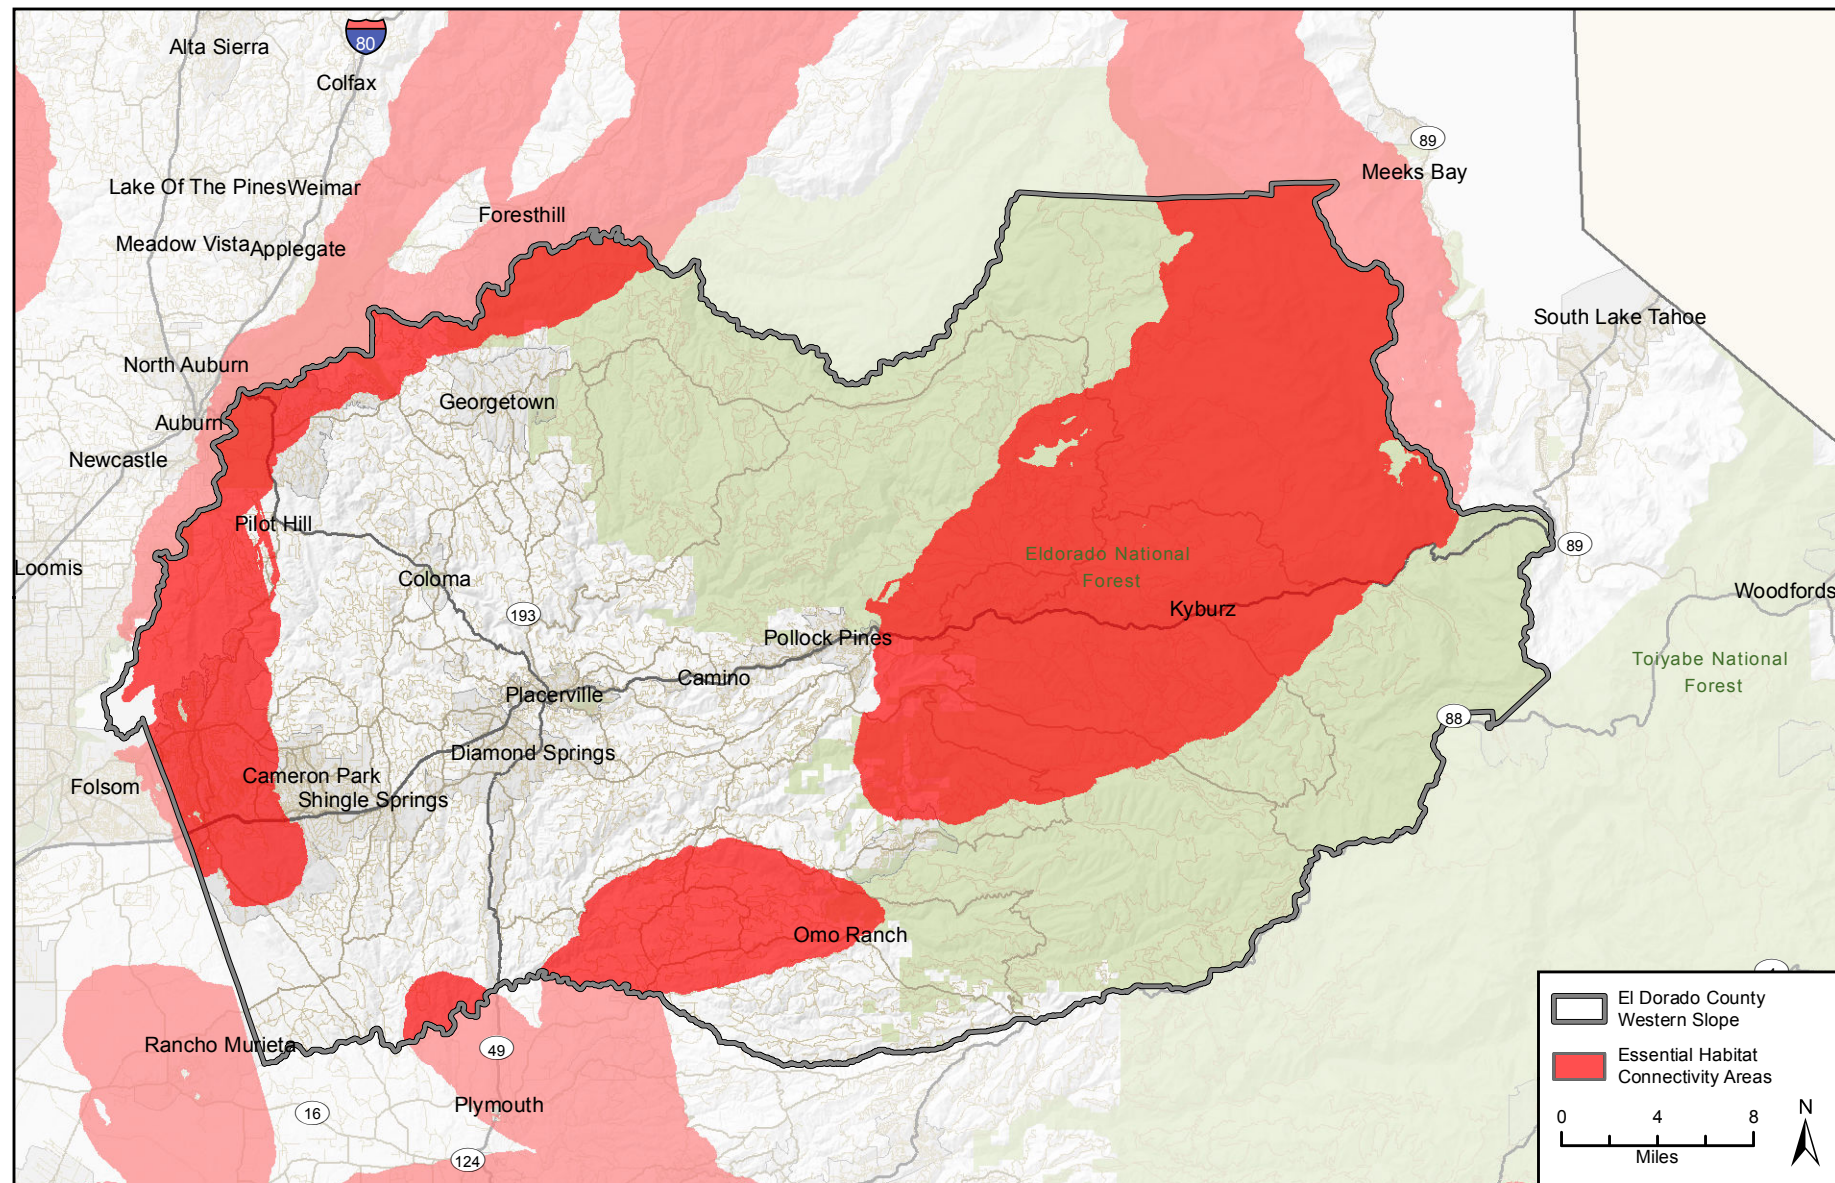 Alta Sierra
80
Colfax
89
Meeks Bay
Lake Of The Pines
Weimar
Foresthill
Meadow Vista
Applegate
South Lake Tahoe
North Auburn
Georgetown
Auburn
Newcastle
Pilot Hill
Eldorado National
Forest
89
Loomis
Coloma
Woodfords
193
Kyburz
Pollock Pines
Toiyabe National
Forest
Camino
Placerville
88
Diamond Springs
Cameron Park
Folsom
Shingle Springs
Omo Ranch
El Dorado County
Western Slope
Rancho Murieta
49
Essential Habitat
Connectivity Areas
Plymouth
16
0 4 8
N
Miles
124